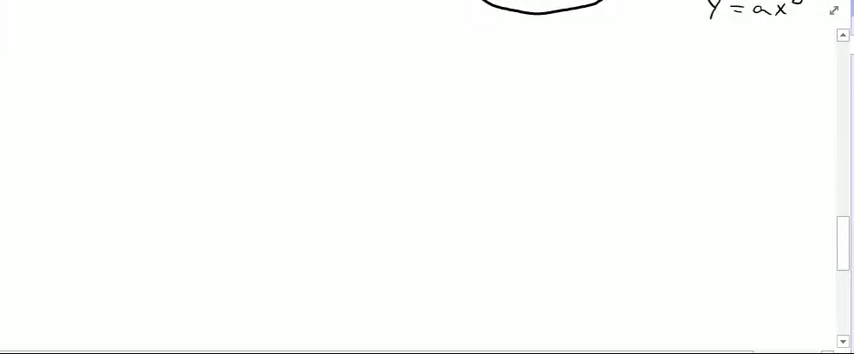 y = ax